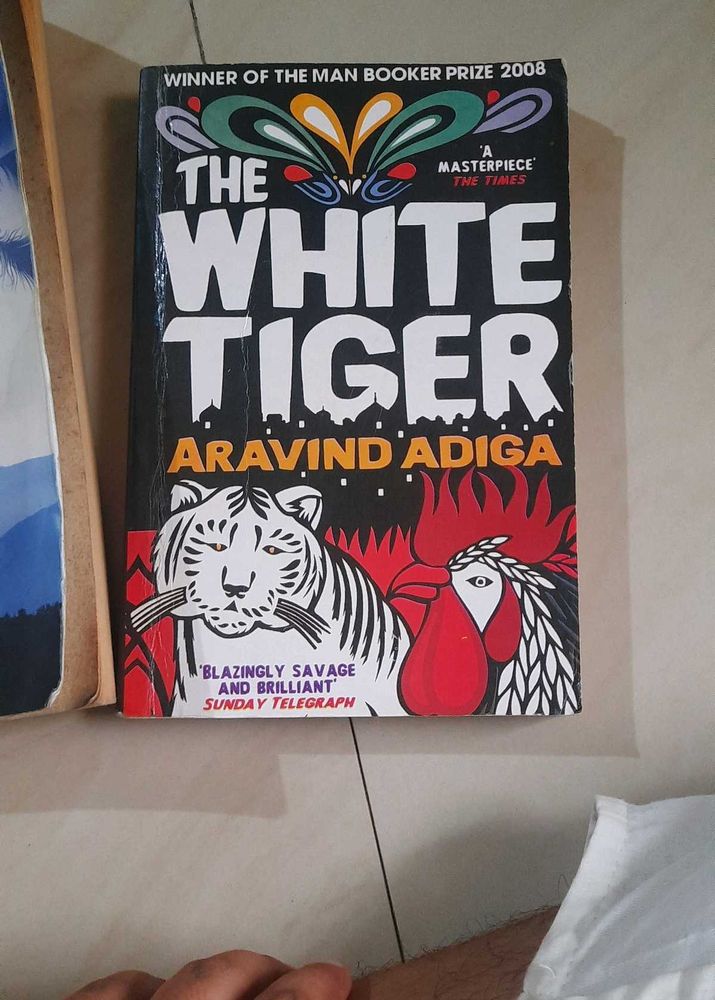 WINNER OF THE MAN BOOKER PRIZE 2008
'A
MASTERPIECE'
THE TIMES
THE
WHITE
TIGER
ARAVIND ADIGA
'BLAZINGLY SAVAGE
AND BRILLIANT'
SUNDAY TELEGRAPH